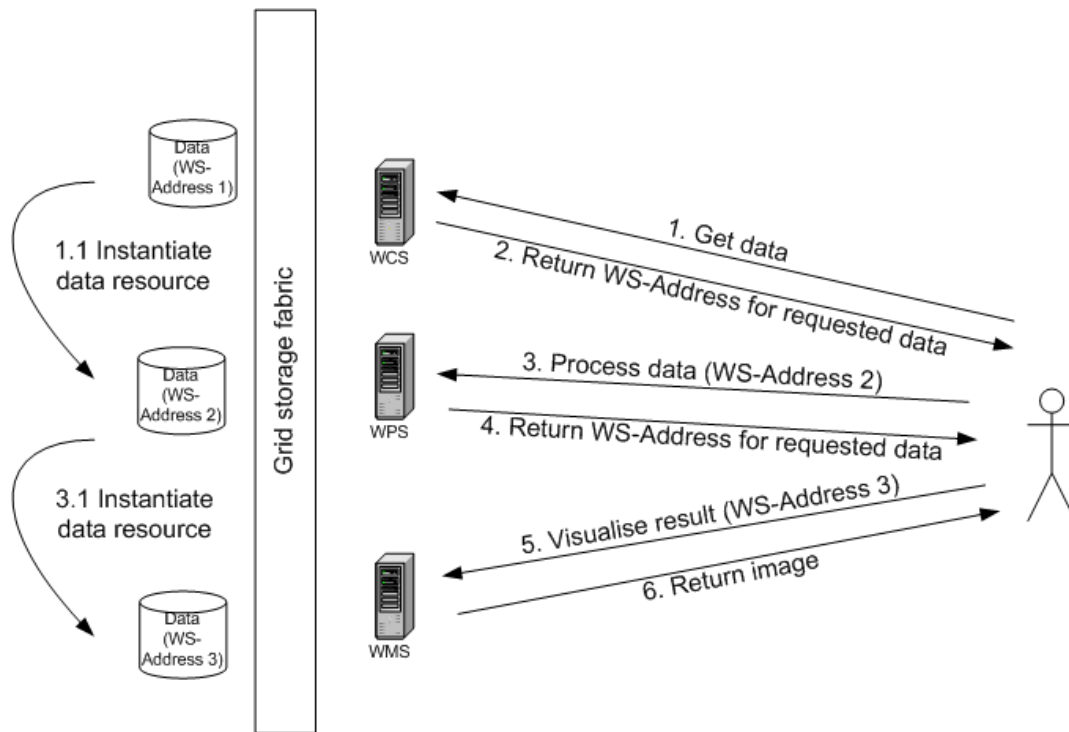 Data
(WS-
Address 1)
1.1 Instantiate
data resource
Data
(WS-
Address 2)
3.1 Instantiate
data resource
Data
(WS-
Address 3)
Grid storage fabric
WCS
WPS
WMS
1. Get data
2. Return WS-Address for requested data
3. Process data (WS-Address 2)
4. Return WS-Address for requested data
5. Visualise result (WS-Address 3)
6. Return image